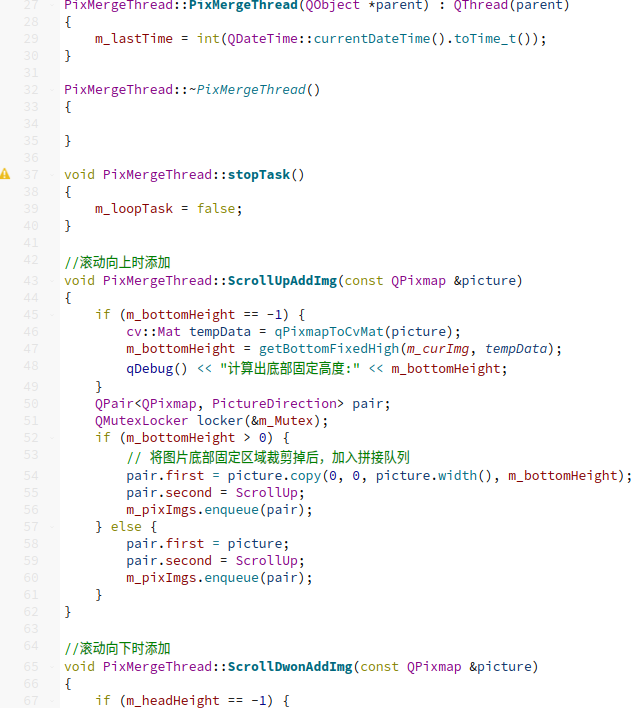 27 PixMergeThread::PixMergeThread(QObject *parent) : QThread(parent)
28 {
29     m_lastTime = int(QDateTime::currentDateTime().toTime_t());
30 }
31
32 PixMergeThread::~PixMergeThread()
33 {
34
35 }
36
37 void PixMergeThread::stopTask()
38 {
39     m_loopTask = false;
40 }
41
42 //滚动向上时添加
43 void PixMergeThread::ScrollUpAddImg(const QPixmap &picture)
44 {
45     if (m_bottomHeight == -1) {
46         cv::Mat tempData = qPixmapToCvMat(picture);
47         m_bottomHeight = getBottomFixedHigh(m_curImg, tempData);
48         qDebug() << "计算出底部固定高度:" << m_bottomHeight;
49     }
50     QPair<QPixmap, PictureDirection> pair;
51     QMutexLocker locker(&m_Mutex);
52     if (m_bottomHeight > 0) {
53         // 将图片底部固定区域裁剪掉后，加入拼接队列
54         pair.first = picture.copy(0, 0, picture.width(), m_bottomHeight);
55         pair.second = ScrollUp;
56         m_pixImgs.enqueue(pair);
57     } else {
58         pair.first = picture;
59         pair.second = ScrollUp;
60         m_pixImgs.enqueue(pair);
61     }
62 }
63
64 //滚动向下时添加
65 void PixMergeThread::ScrollDwonAddImg(const QPixmap &picture)
66 {
67     if (m_headHeight == -1) {